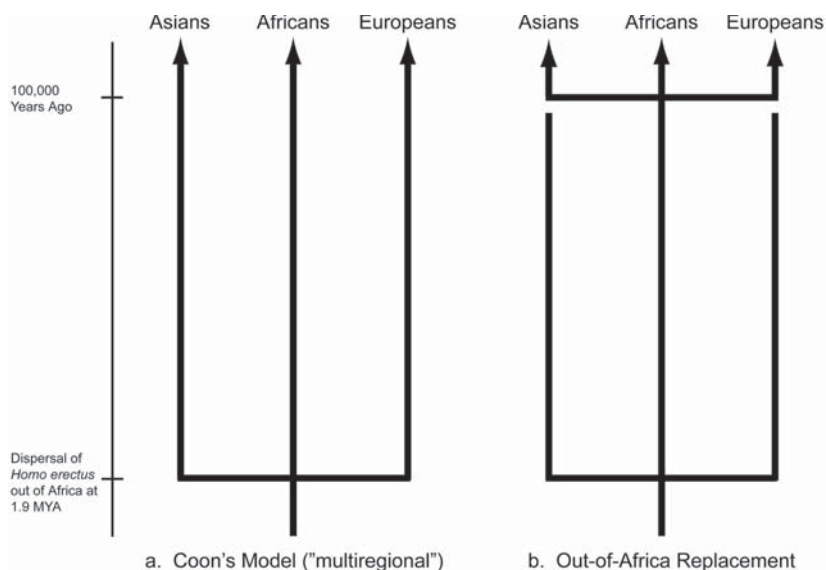 Asians Africans Europeans
Asians Africans Europeans
100,000
Years Ago
Dispersal of
Homo erectus
out of Africa at
1.9 MYA
a. Coon's Model ("multiregional")
b. Out-of-Africa Replacement